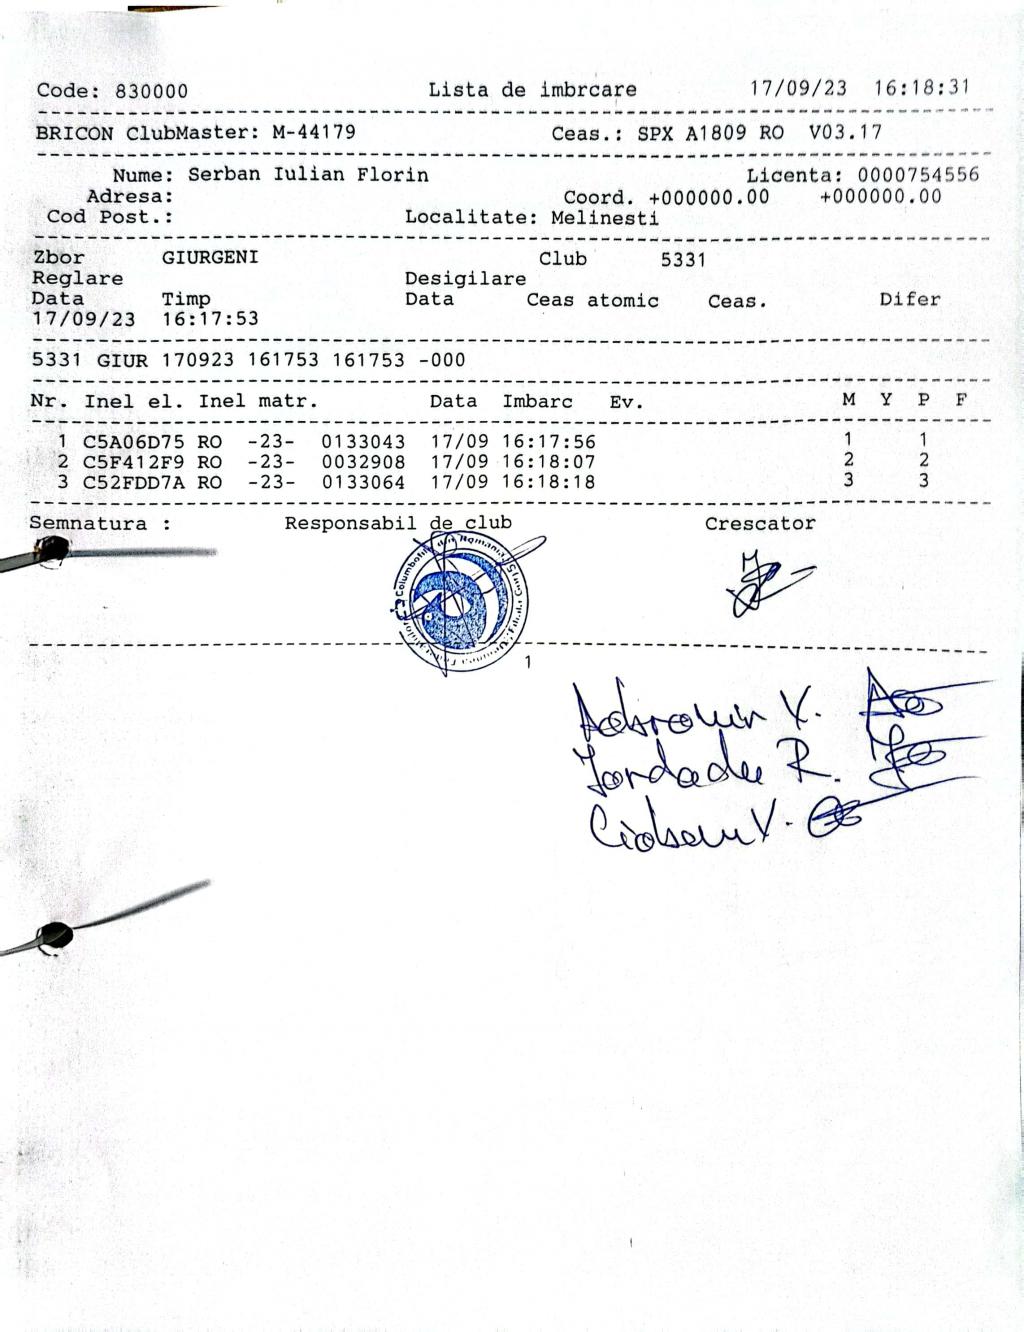 Code: 830000 Lista de imbrcare 17/09/23 16:18:31
BRICON ClubMaster: M-44179 Ceas.: SPX A1809 RO V03.17
Nume: Serban Iulian Florin Licenta: 0000754556
Adresa: Coord. +000000.00 +000000.00
Cod Post.: Localitate: Melinesti
Zbor GIURGENI Club 5331
Reglare Desigilare
Data Timp Data Ceas atomic Ceas. Difer
17/09/23 16:17:53
5331 GIUR 170923 161753 161753 -000
Nr. Inel el. Inel matr. Data Imbarc Ev. M Y P F
1 C5A06D75 RO -23- 0133043 17/09 16:17:56 1 1
2 C5F412F9 RO -23- 0032908 17/09 16:18:07 2 2
3 C52FDD7A RO -23- 0133064 17/09 16:18:18 3 3
Semnatura : Responsabil de club Crescator
1